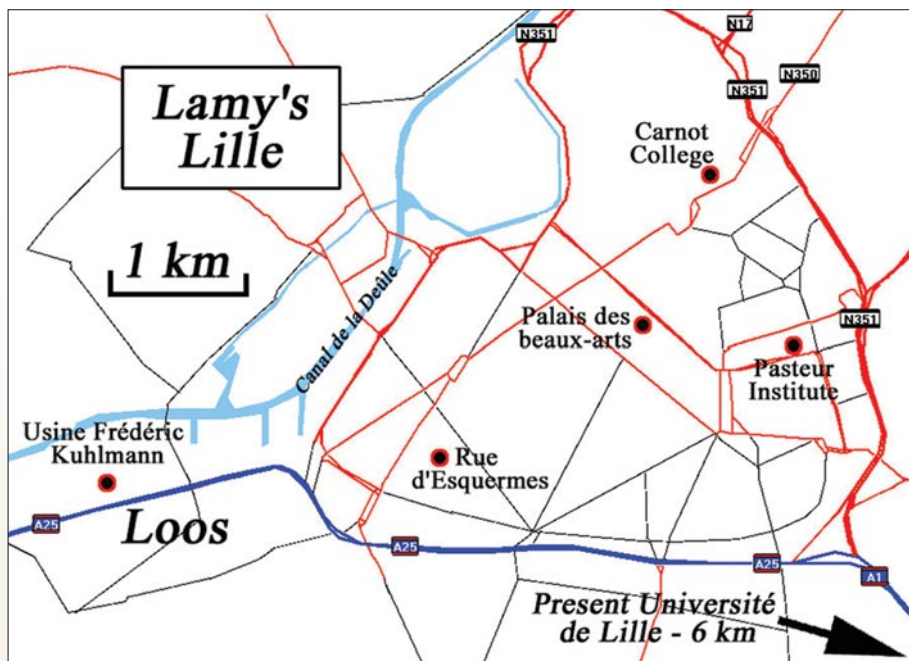 N351
N17
N350
N351
Lamy's
Lille
Carnot
College
1 km
Canal de la Deûle
Palais des
beaux-arts
N351
Pasteur
Institute
Usine Frédéric
Kuhlmann
Rue
d'Esquermes
A25
Loos
A25
A25
A1
Present Université
de Lille - 6 km